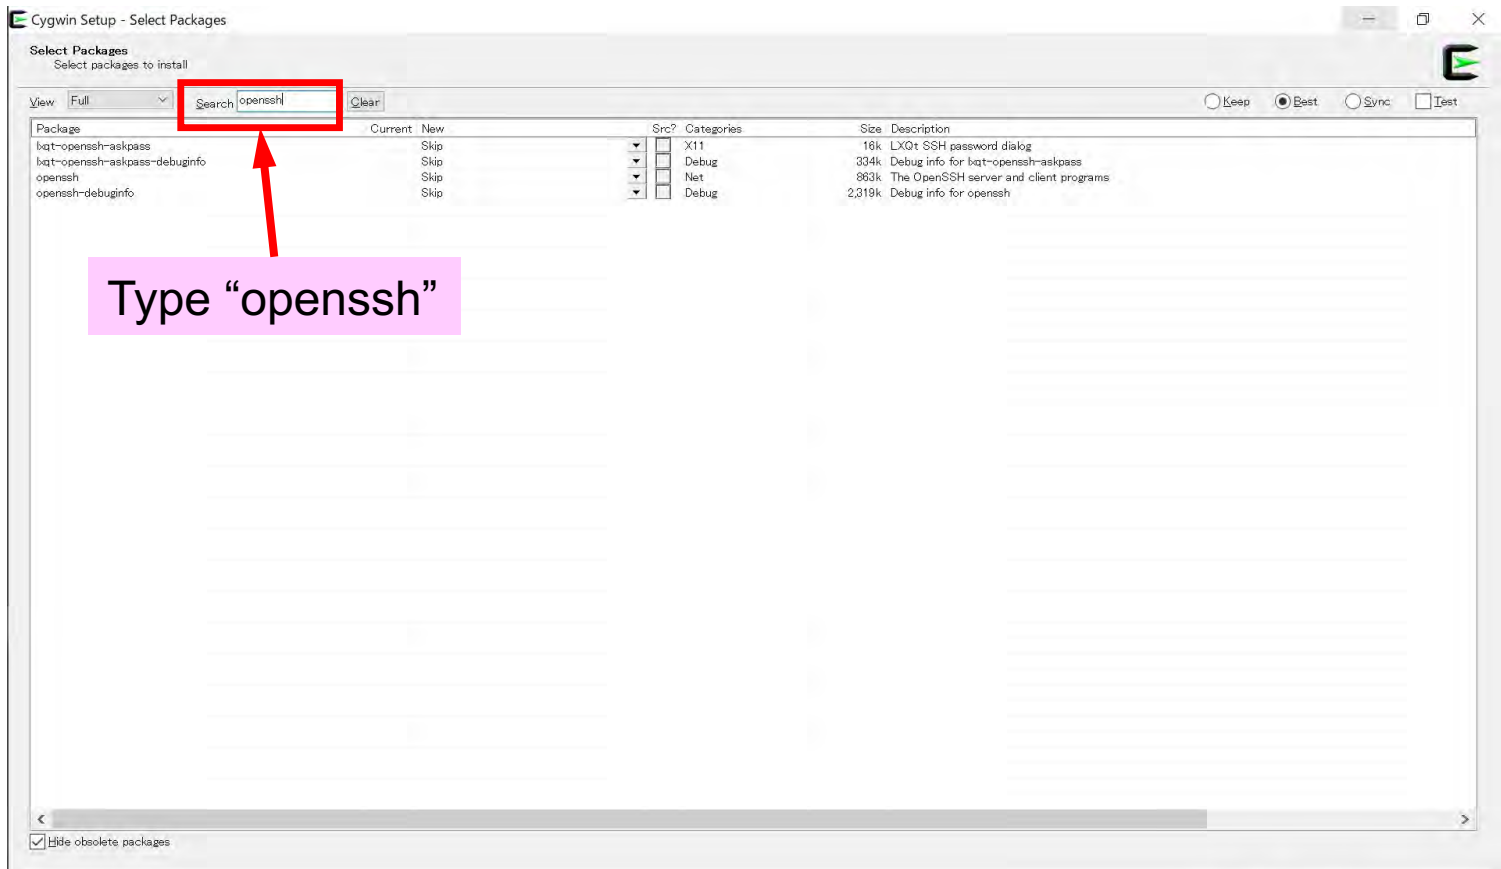 Cygwin Setup - Select Packages
Select Packages
Select packages to install
View Full Search openssh Clear Keep Best Sync Test
Package Current New Src? Categories Size Description
lxqt-openssh-askpass Skip X11 16k LXQt SSH password dialog
lxqt-openssh-askpass-debuginfo Skip Debug 334k Debug info for lxqt-openssh-askpass
openssh Skip Net 863k The OpenSSH server and client programs
openssh-debuginfo Skip Debug 2,319k Debug info for openssh
Type “openssh”
Hide obsolete packages